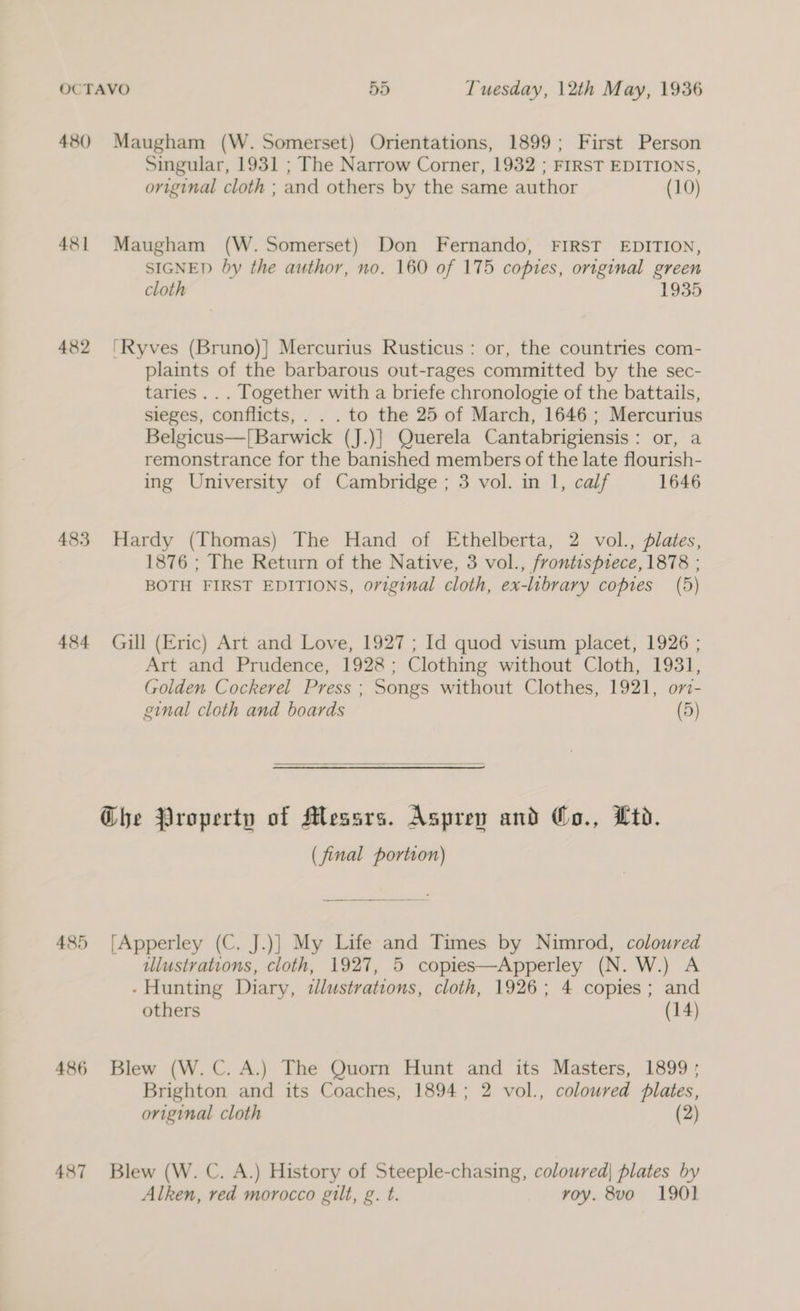 OCTAVO 55 Tuesday, 12th May, 1936
480 Maugham (W. Somerset) Orientations, 1899; First Person
Singular, 1931; The Narrow Corner, 1932; FIRST EDITIONS,
original cloth; and others by the same author (10)
481 Maugham (W. Somerset) Don Fernando, FIRST EDITION,
SIGNED by the author, no. 160 of 175 copies, original green
cloth 1935
482 [Ryves (Bruno)] Mercurius Rusticus: or, the countries com-
plaints of the barbarous out-rages committed by the sec-
taries ... Together with a briefe chronologie of the battails,
sieges, conflicts, ... to the 25 of March, 1646; Mercurius
Belgicus—[Barwick (J.)] Querela Cantabrigiensis: or, a
remonstrance for the banished members of the late flourish-
ing University of Cambridge; 3 vol. in 1, calf 1646
483 Hardy (Thomas) The Hand of Ethelberta, 2 vol., plates,
1876; The Return of the Native, 3 vol., frontispiece, 1878;
BOTH FIRST EDITIONS, original cloth, ex-library copies (5)
484 Gill (Eric) Art and Love, 1927; Id quod visum placet, 1926;
Art and Prudence, 1928; Clothing without Cloth, 1931,
Golden Cockerel Press; Songs without Clothes, 1921, ori-
ginal cloth and boards (5)
The Property of Messrs. Asprey and Co., Ltd.
(final portion)
485 [Apperley (C. J.)] My Life and Times by Nimrod, coloured
illustrations, cloth, 1927, 5 copies—Apperley (N. W.) A
Hunting Diary, illustrations, cloth, 1926; 4 copies; and
others (14)
486 Blew (W. C. A.) The Quorn Hunt and its Masters, 1899;
Brighton and its Coaches, 1894; 2 vol., coloured plates,
original cloth (2)
487 Blew (W. C. A.) History of Steeple-chasing, coloured plates by
Alken, red morocco gilt, g. t. roy. 8vo 1901